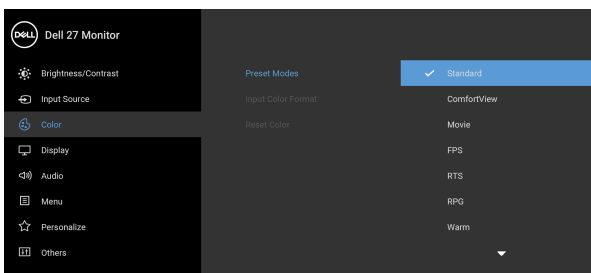 DELL Dell 27 Monitor
Brightness/Contrast
Preset Modes
Standard
Input Source
Input Color Format
ComfortView
Color
Reset Color
Movie
Display
FPS
Audio
RTS
Menu
RPG
Personalize
Warm
Others